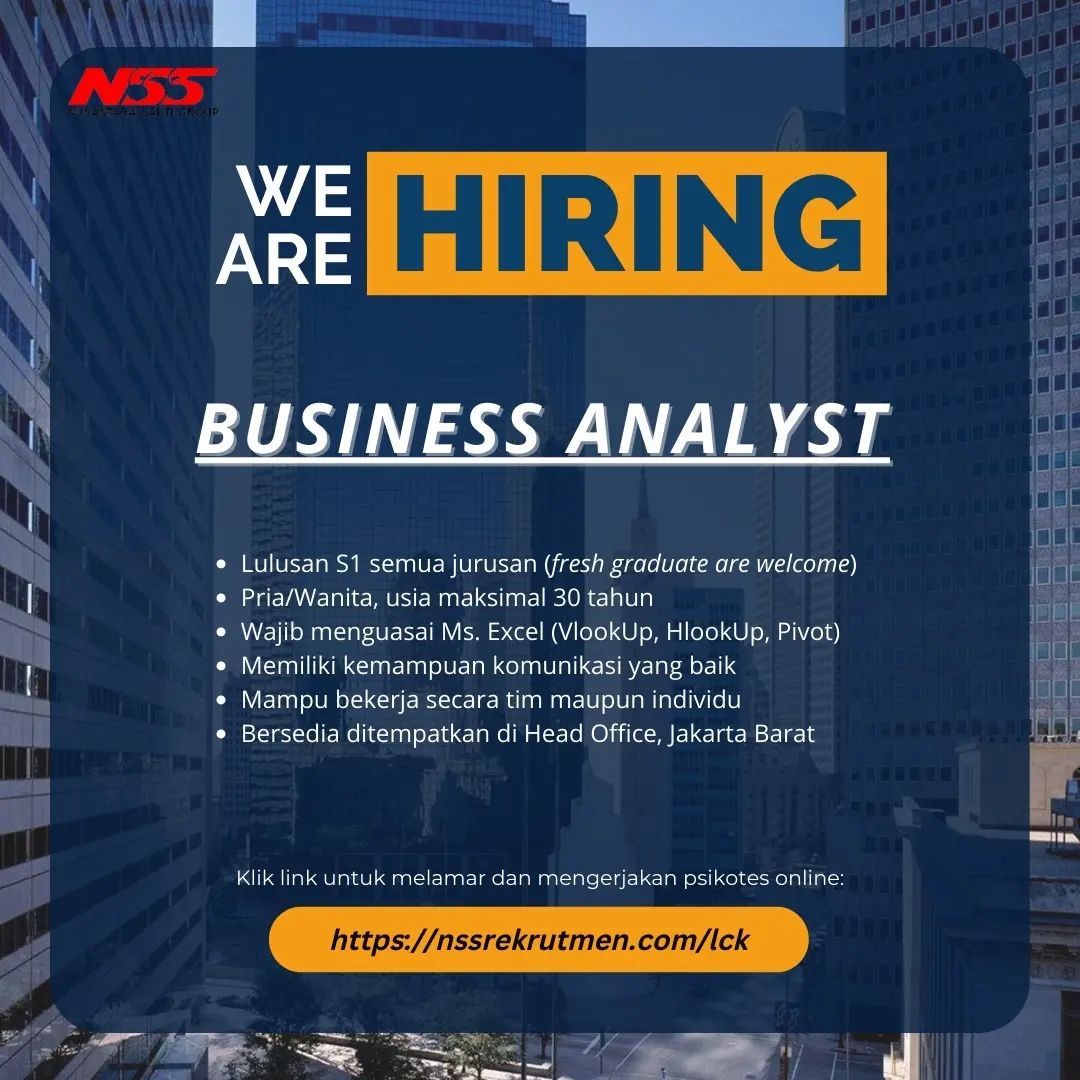 NSS
NUSANTARA SAKTI GROUP
WE
ARE
HIRING
BUSINESS ANALYST
• Lulusan S1 semua jurusan (fresh graduate are welcome)
• Pria/Wanita, usia maksimal 30 tahun
• Wajib menguasai Ms. Excel (VlookUp, HlookUp, Pivot)
• Memiliki kemampuan komunikasi yang baik
• Mampu bekerja secara tim maupun individu
• Bersedia ditempatkan di Head Office, Jakarta Barat
Klik link untuk melamar dan mengerjakan psikotes online:
https://nssrekrutmen.com/lck